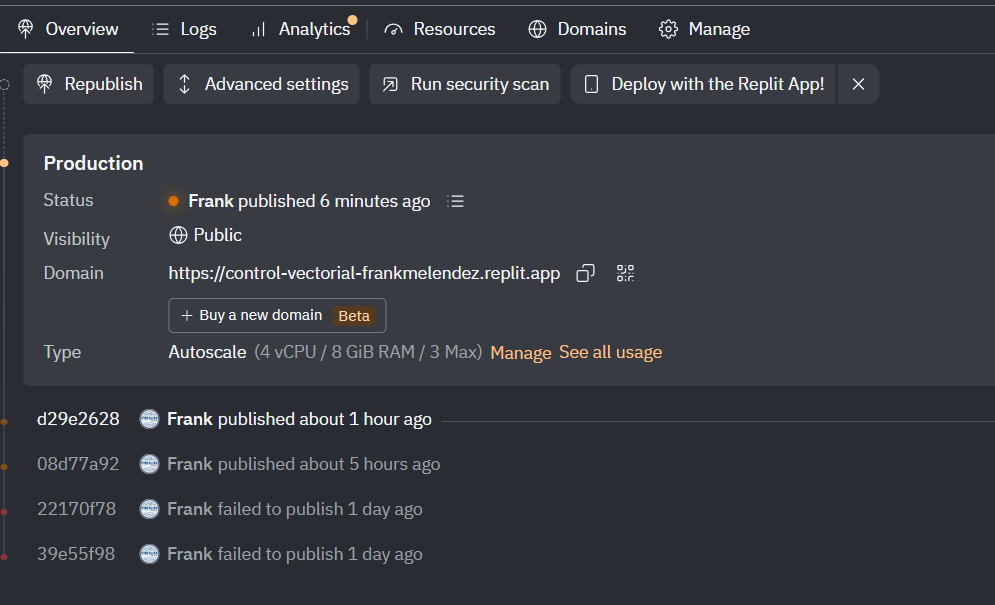 Overview Logs Analytics Resources Domains Manage
Republish Advanced settings Run security scan Deploy with the Replit App!
Production
Status Frank published 6 minutes ago
Visibility Public
Domain https://control-vectorial-frankmelendez.replit.app
+ Buy a new domain Beta
Type Autoscale (4 vCPU / 8 GiB RAM / 3 Max) Manage See all usage
d29e2628 Frank published about 1 hour ago
08d77a92 Frank published about 5 hours ago
22170f78 Frank failed to publish 1 day ago
39e55f98 Frank failed to publish 1 day ago